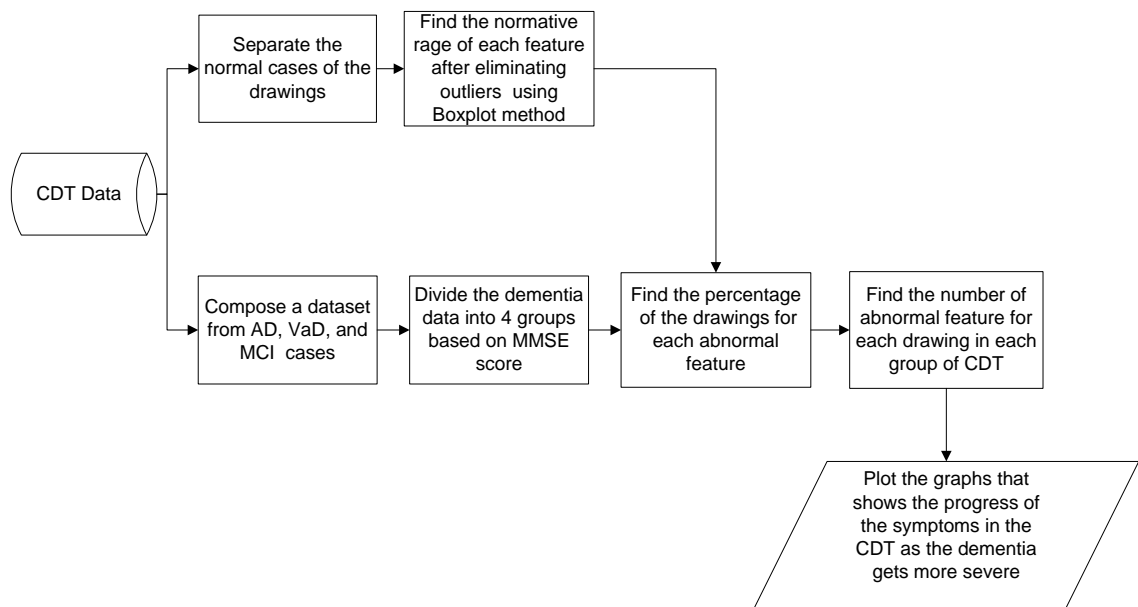 CDT Data
Separate the
normal cases of the
drawings
Find the normative
rage of each feature
after eliminating
outliers using
Boxplot method
Compose a dataset
from AD, VaD, and
MCI cases
Divide the dementia
data into 4 groups
based on MMSE
score
Find the percentage
of the drawings for
each abnormal
feature
Find the number of
abnormal feature for
each drawing in each
group of CDT
Plot the graphs that
shows the progress of
the symptoms in the
CDT as the dementia
gets more severe